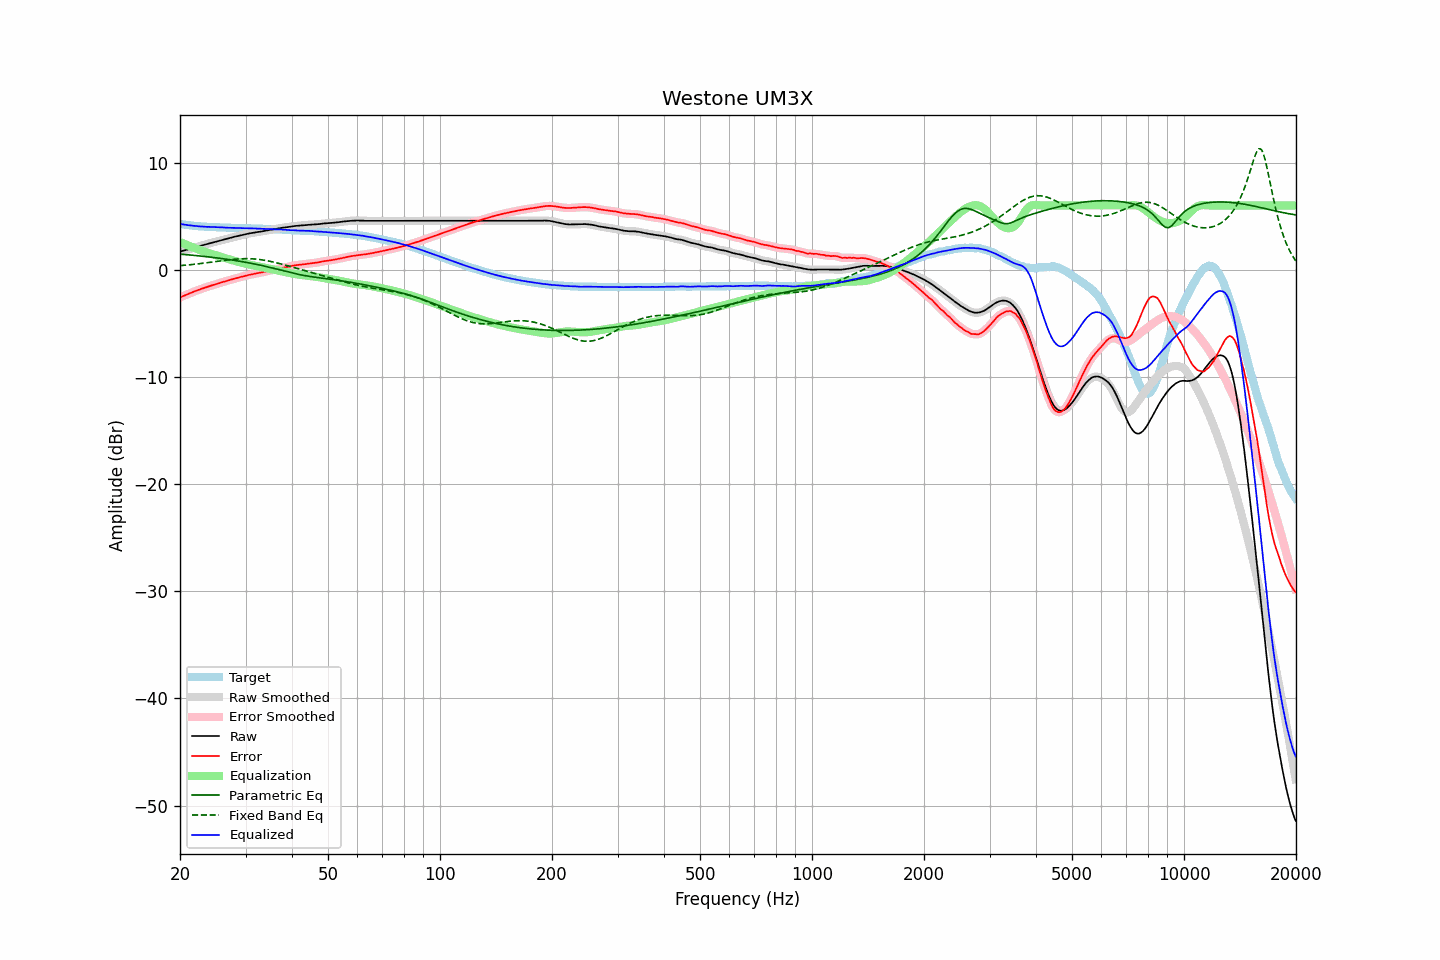 Westone UM3X
Amplitude (dBr)
10
0
−10
−20
−30
−40
−50
Target
Raw Smoothed
Error Smoothed
Raw
Error
Equalization
Parametric Eq
Fixed Band Eq
Equalized
20 50 100 200 500 1000 2000 5000 10000 20000
Frequency (Hz)